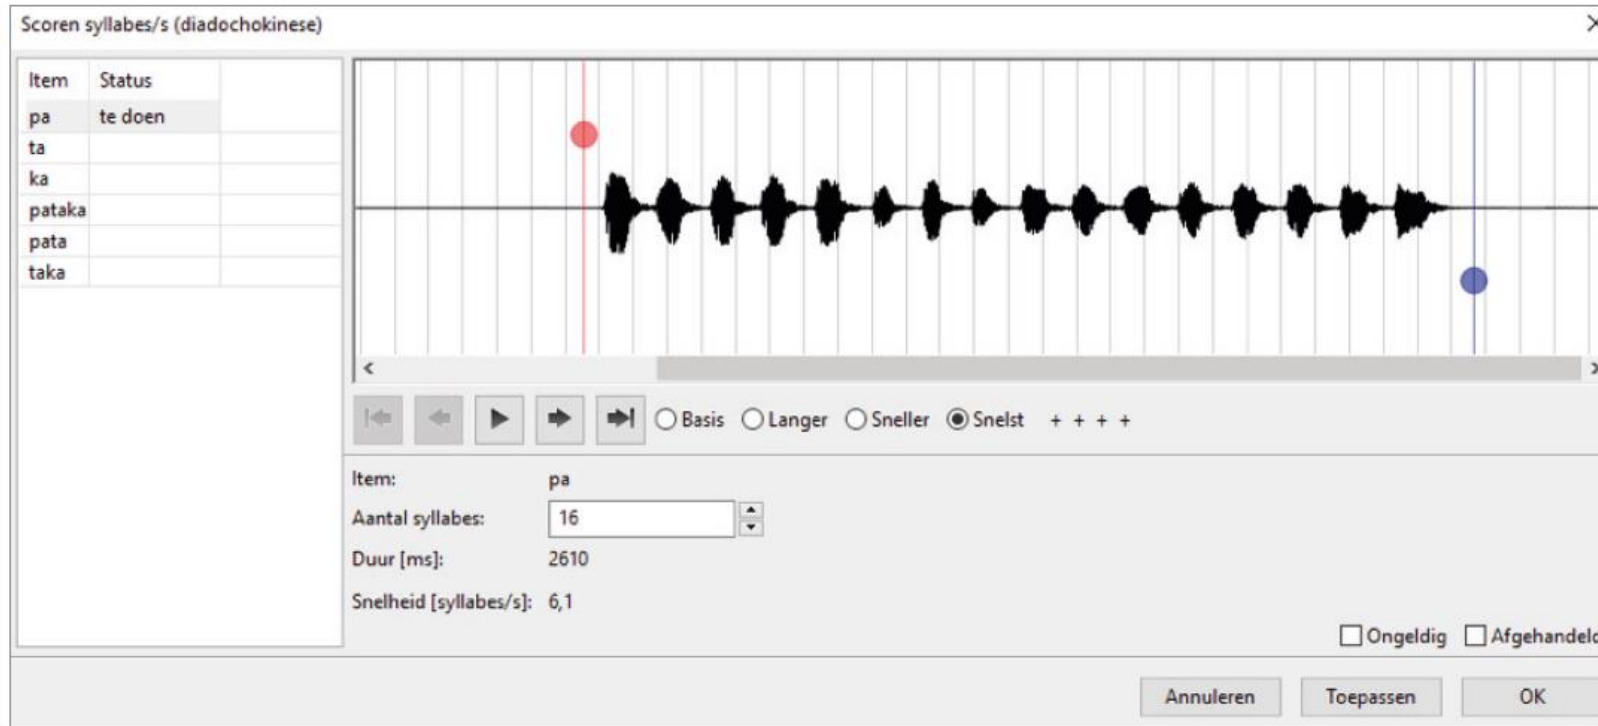 Scoren syllabes/s (diadochokinese)
Item Status
pa te doen
ta
ka
pataka
pata
taka
Basis Langer Sneller Snelst + + + +
Item: pa
Aantal syllabes: 16
Duur [ms]: 2610
Snelheid [syllabes/s]: 6,1
Ongeldig Afgehandeld
Annuleren Toepassen OK